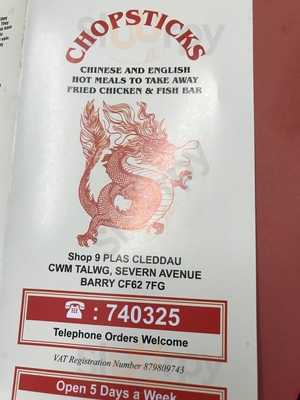 CHOPSTICKS
CHINESE AND ENGLISH
HOT MEALS TO TAKE AWAY
FRIED CHICKEN & FISH BAR
Shop 9 PLAS CLEDDAU
CWM TALWG, SEVERN AVENUE
BARRY CF62 7FG
: 740325
Telephone Orders Welcome
VAT Registration Number 879809743
Open 5 Days a Week